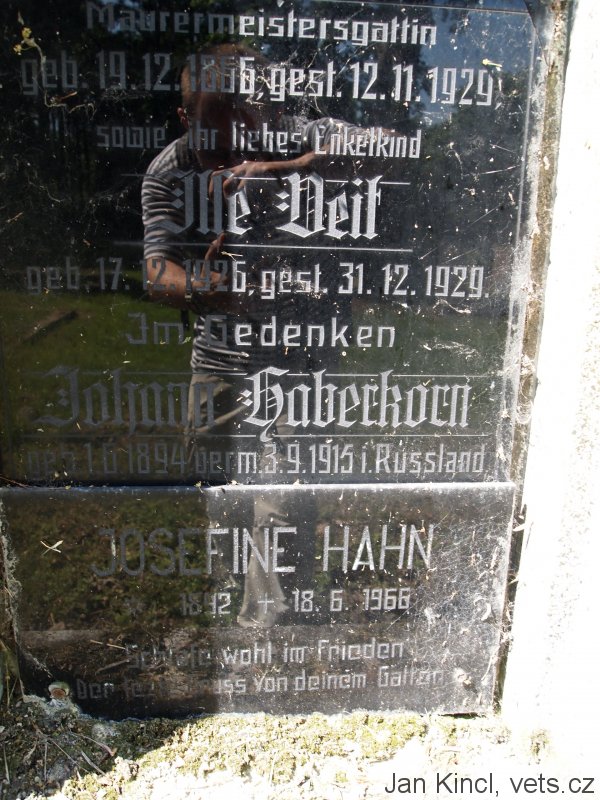 Maurermeistersgattin
geb. 19.12.1866, gest. 12.11.1929,
sowie ihr liebes Enkelkind
Ilse Veit
geb. 17.12.1926, gest. 31.12.1929.
Im Gedenken
Johann Haberkorn
geb. 1.6.1894 verm. 3.9.1915 i. Russland
JOSEFINE HAHN
* 1892 + 18. 6. 1966
Schlafe wohl im Frieden
Der letzte Gruss von deinem Gatten
Jan Kincl, vets.cz